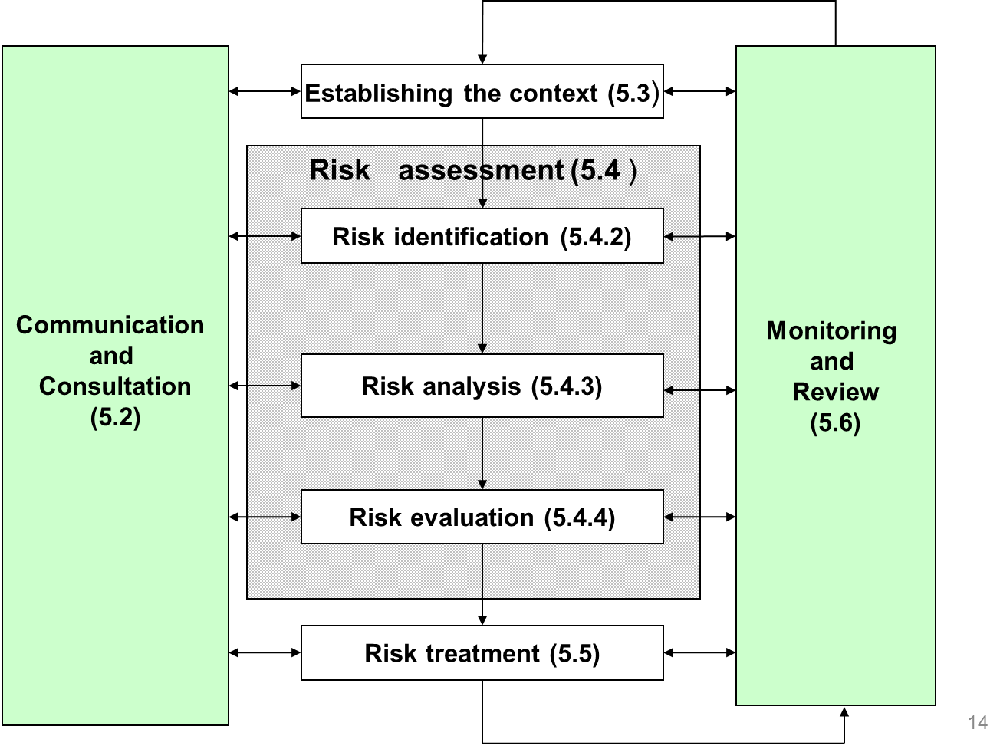 Establishing the context (5.3)
Risk assessment (5.4 )
Risk identification (5.4.2)
Communication
and
Consultation
(5.2)
Monitoring
and
Review
(5.6)
Risk analysis (5.4.3)
Risk evaluation (5.4.4)
Risk treatment (5.5)
14